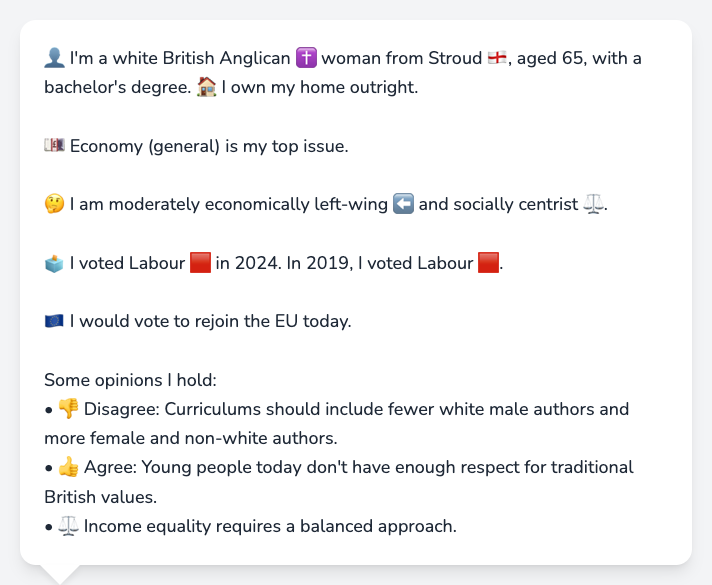 👤 I'm a white British Anglican ✝️ woman from Stroud 🏴󠁧󠁢󠁥󠁮󠁧󠁿, aged 65, with a
bachelor's degree. 🏠 I own my home outright.
💷 Economy (general) is my top issue.
🤔 I am moderately economically left-wing ⬅️ and socially centrist ⚖️.
🗳️ I voted Labour 🟥 in 2024. In 2019, I voted Labour 🟥.
🇪🇺 I would vote to rejoin the EU today.
Some opinions I hold:
• 👎 Disagree: Curriculums should include fewer white male authors and
more female and non-white authors.
• 👍 Agree: Young people today don't have enough respect for traditional
British values.
• ⚖️ Income equality requires a balanced approach.